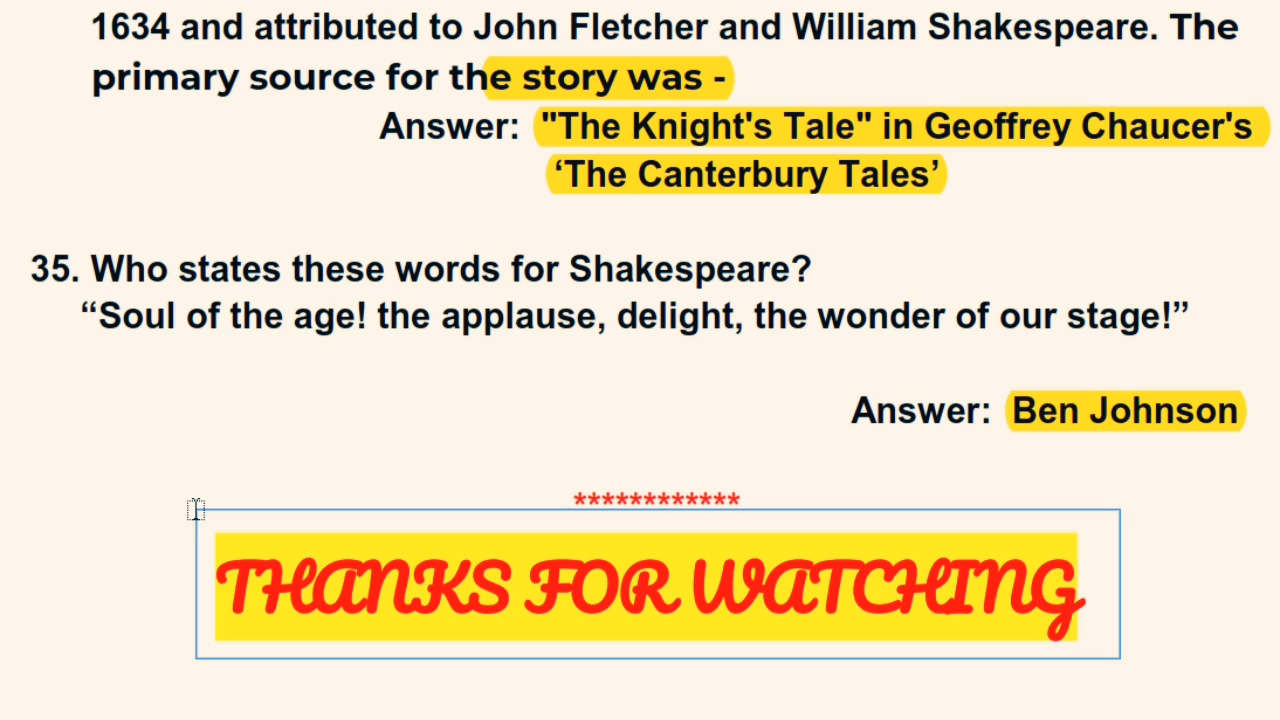 1634 and attributed to John Fletcher and William Shakespeare. The
primary source for the story was -
Answer: "The Knight's Tale" in Geoffrey Chaucer's
‘The Canterbury Tales’
35. Who states these words for Shakespeare?
“Soul of the age! the applause, delight, the wonder of our stage!”
Answer: Ben Johnson
************
THANKS FOR WATCHING